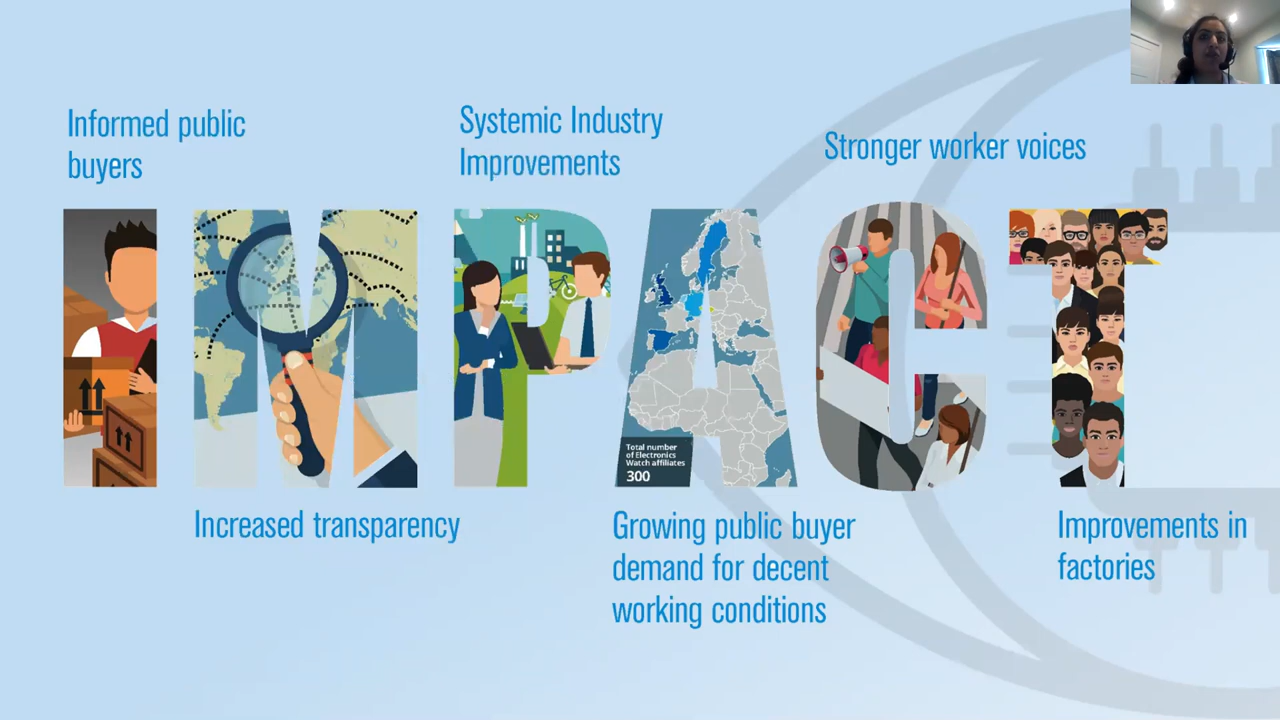 Informed public
buyers
Systemic Industry
Improvements
Stronger worker voices
IMPACT
Total number
of Electronics
Watch affiliates
300
Increased transparency
Growing public buyer
demand for decent
working conditions
Improvements in
factories